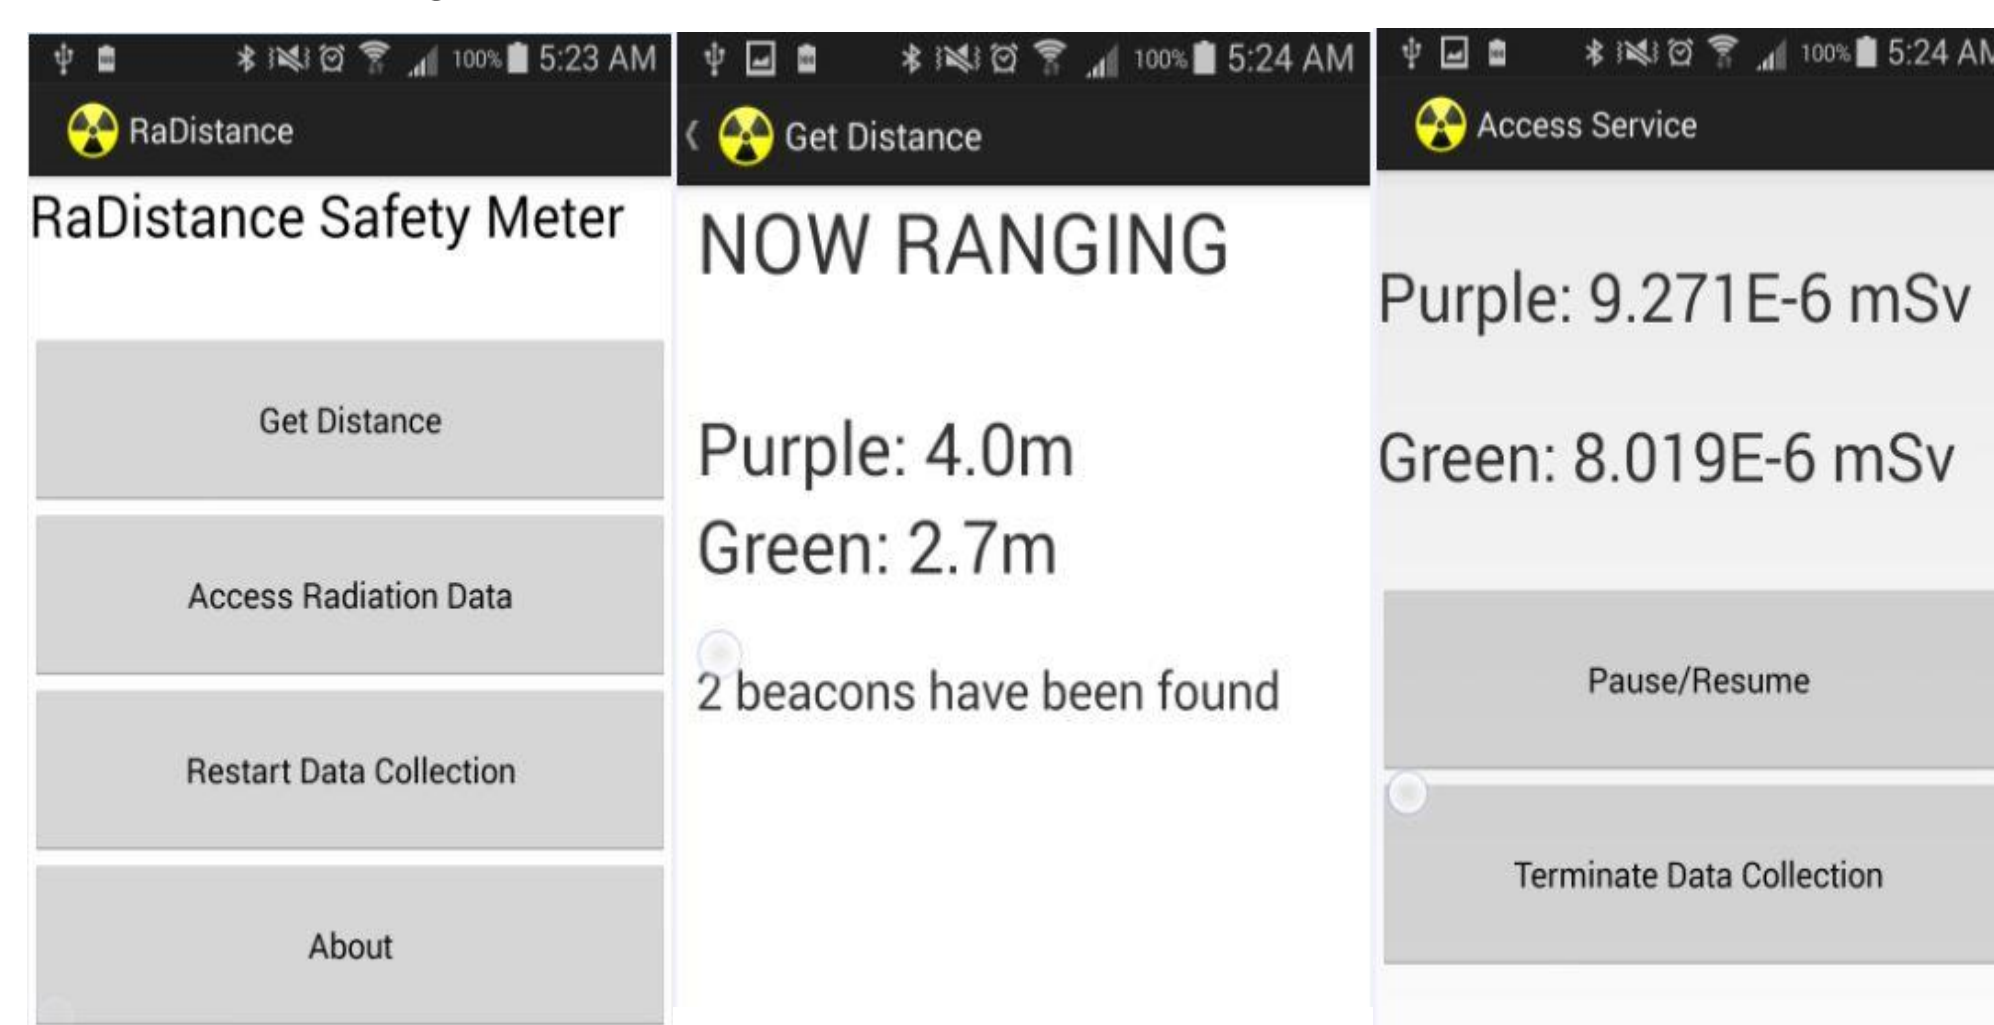 100% 5:23 AM
RaDistance
RaDistance Safety Meter
Get Distance
Access Radiation Data
Restart Data Collection
About
100% 5:24 AM
Get Distance
NOW RANGING
Purple: 4.0m
Green: 2.7m
2 beacons have been found
100% 5:24 AM
Access Service
Purple: 9.271E-6 mSv
Green: 8.019E-6 mSv
Pause/Resume
Terminate Data Collection